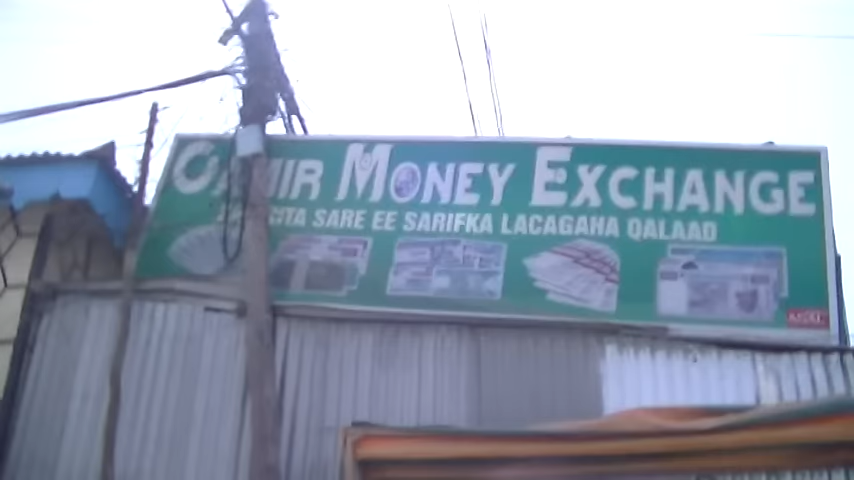 MONEY EXCHANGE
SARE EE SARIFKA LACAGAHA QALAAD